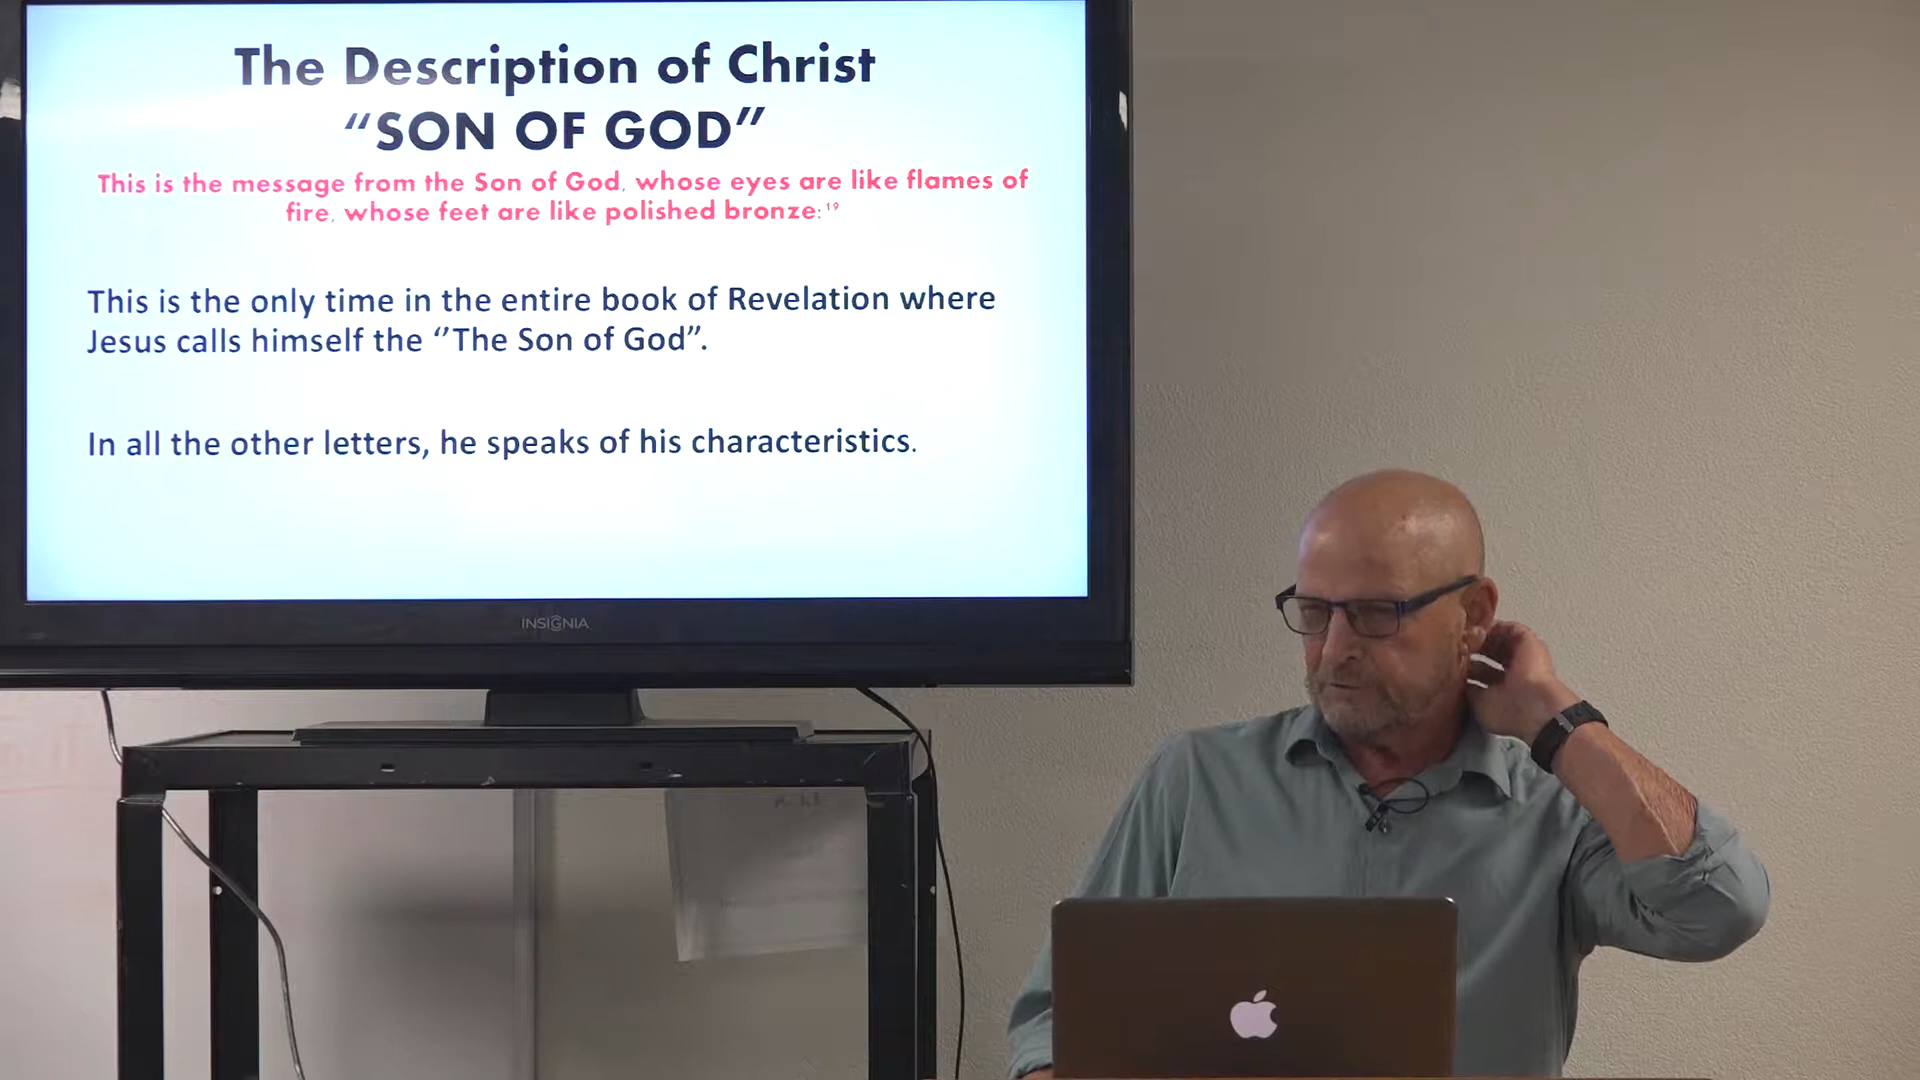 The Description of Christ
“SON OF GOD”
This is the message from the Son of God, whose eyes are like flames of
fire, whose feet are like polished bronze:¹⁹
This is the only time in the entire book of Revelation where
Jesus calls himself the “The Son of God”.
In all the other letters, he speaks of his characteristics.
INSIGNIA